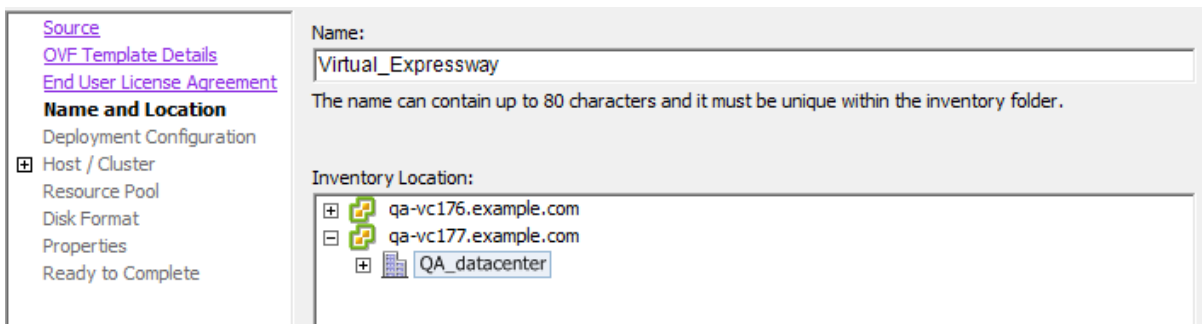 Source
OVF Template Details
End User License Agreement
Name and Location
Deployment Configuration
Host / Cluster
Resource Pool
Disk Format
Properties
Ready to Complete
Name:
Virtual_Expressway
The name can contain up to 80 characters and it must be unique within the inventory folder.
Inventory Location:
qa-vc176.example.com
qa-vc177.example.com
QA_datacenter